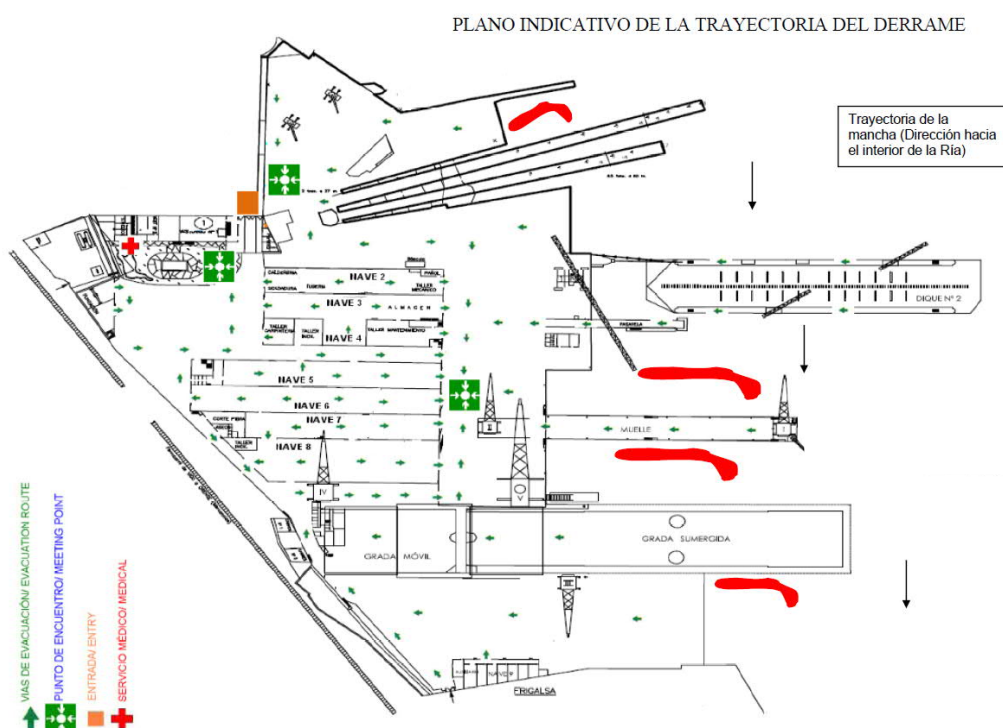 PLANO INDICATIVO DE LA TRAYECTORIA DEL DERRAME
Trayectoria de la
mancha (Dirección hacia
el interior de la Ría)
CALDERERIA
NAVE 2
PAÑOL
SOLDADURA
TUBERIA
TALLER
MECANICO
NAVE 3
ALMACEN
TALLER
CARPINTERIA
TALLER
TALLER MANTENIMIENTO
NAVE 4
DIQUE Nº 2
PASARELA
NAVE 5
NAVE 6
NAVE 7
NAVE 8
TALLER
MUELLE
I
II
IV
V
GRADA MÓVIL
GRADA SUMERGIDA
III
NAVE 9
FRIGALSA
VIAS DE EVACUACIÓN/ EVACUATION ROUTE
PUNTO DE ENCUENTRO/ MEETING POINT
ENTRADA/ ENTRY
SERVICIO MÉDICO/ MEDICAL